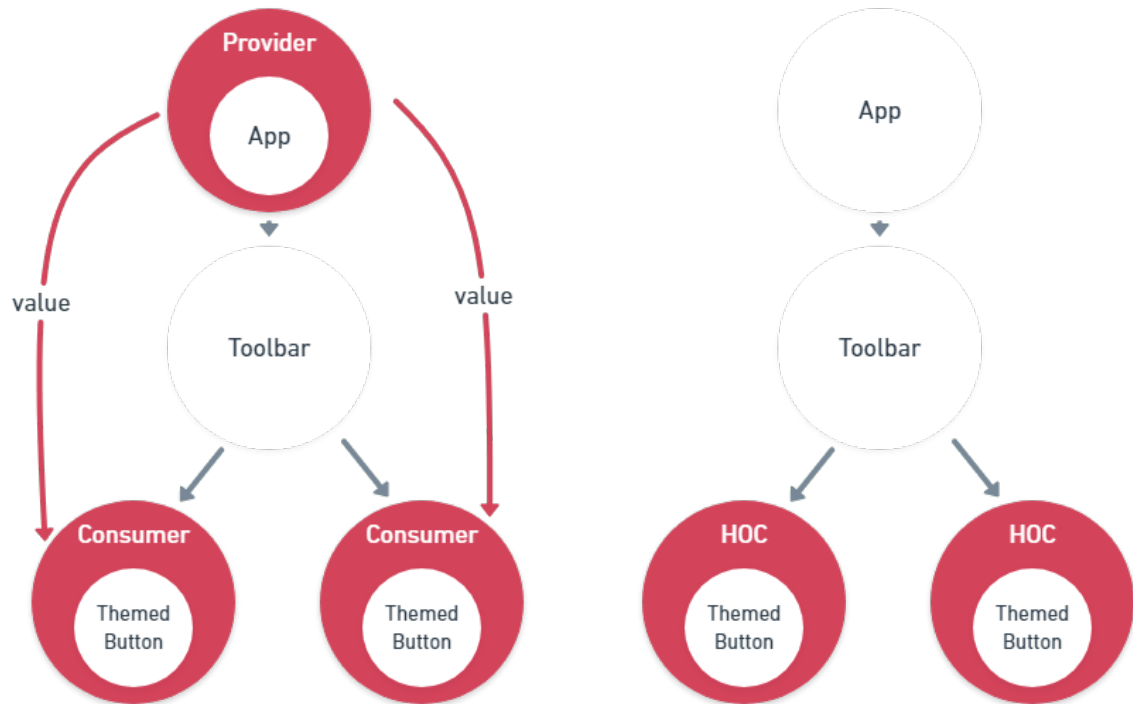 Provider
App
value
value
Toolbar
Consumer
Themed
Button
Consumer
Themed
Button
App
Toolbar
HOC
Themed
Button
HOC
Themed
Button